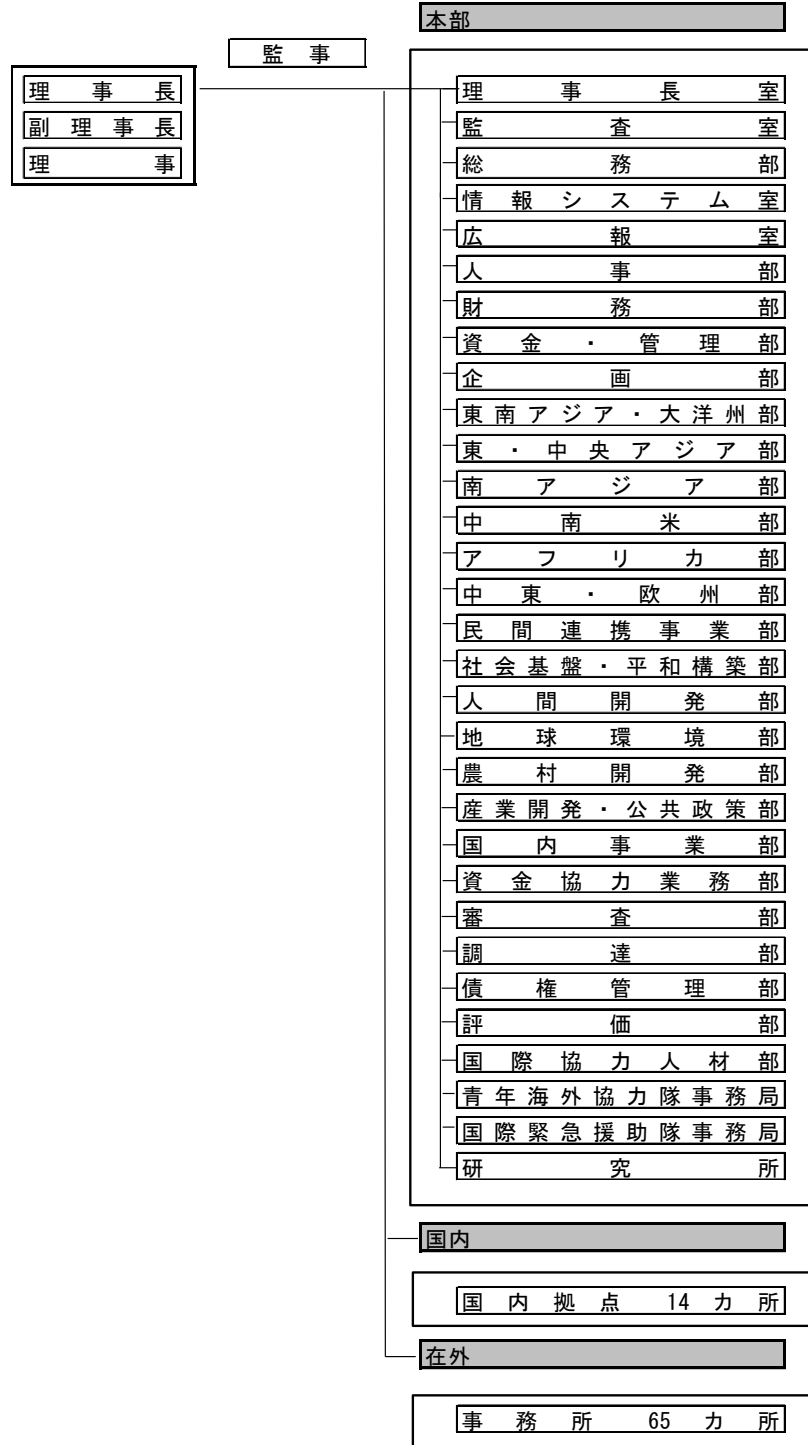 本部
監事
理事長
副理事長
理事
理事長室
監査室
総務部
情報システム室
広報室
人事部
財務部
資金・管理部
企画部
東南アジア・大洋州部
東・中央アジア部
南アジア部
中南米部
アフリカ部
中東・欧州部
民間連携事業部
社会基盤・平和構築部
人間開発部
地球環境部
農村開発部
産業開発・公共政策部
国内事業部
資金協力業務部
審査部
調達部
債権管理部
評価部
国際協力人材部
青年海外協力隊事務局
国際緊急援助隊事務局
研究所
国内
国内拠点 14カ所
在外
事務所 65カ所